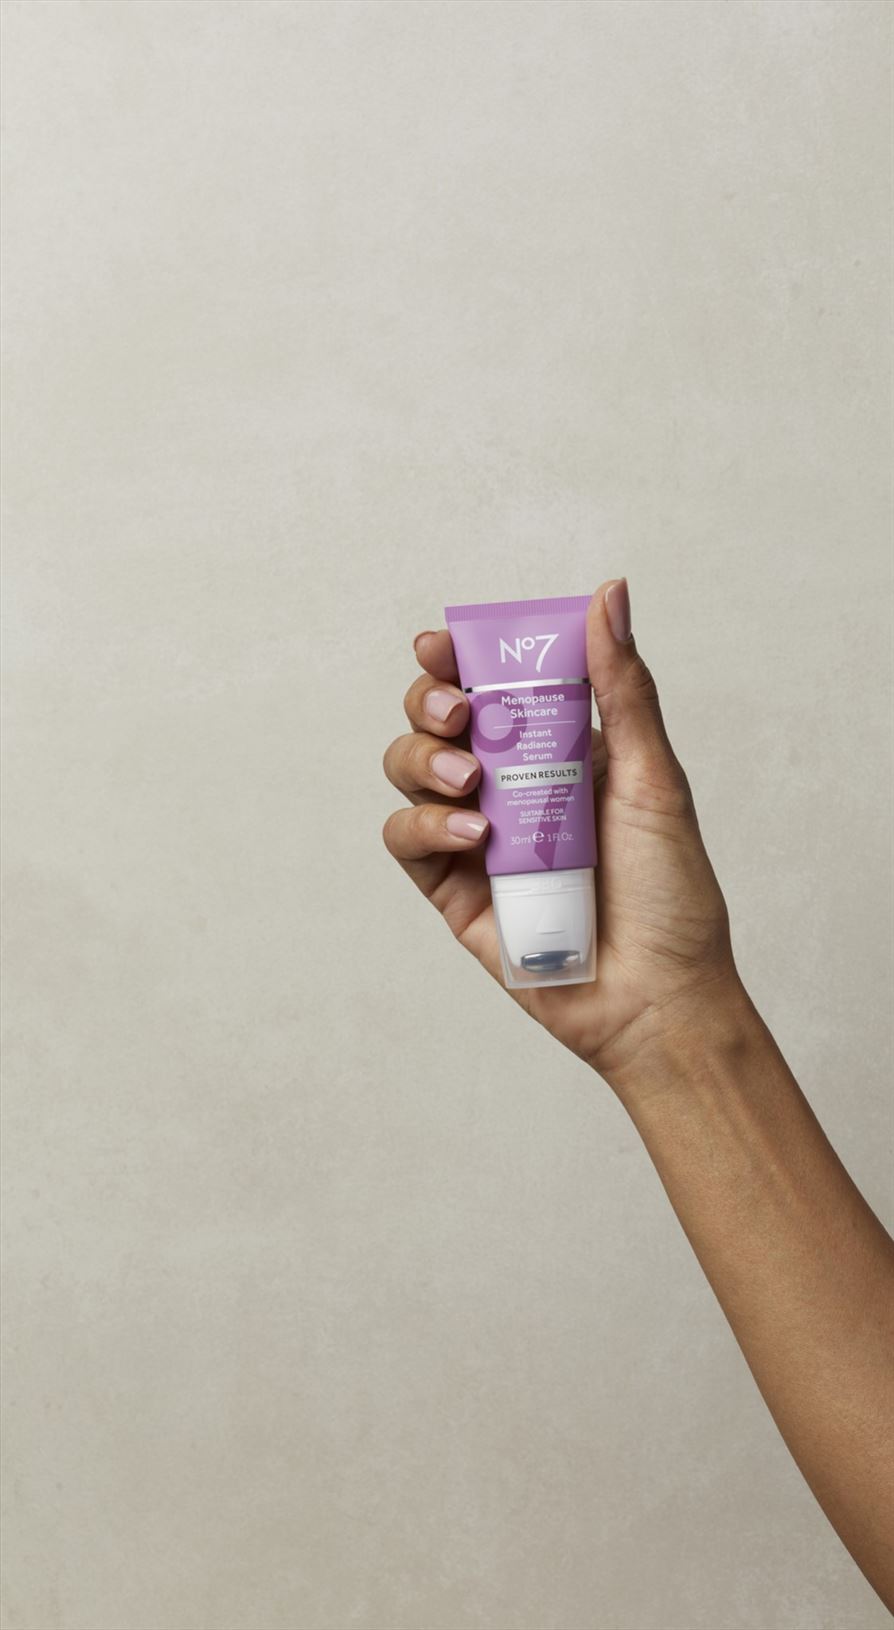 No7
Menopause
Skincare
Instant
Radiance
Serum
PROVEN RESULTS
Co-created with
menopausal women
SUITABLE FOR
SENSITIVE SKIN
30ml ℮ 1 Fl.Oz.